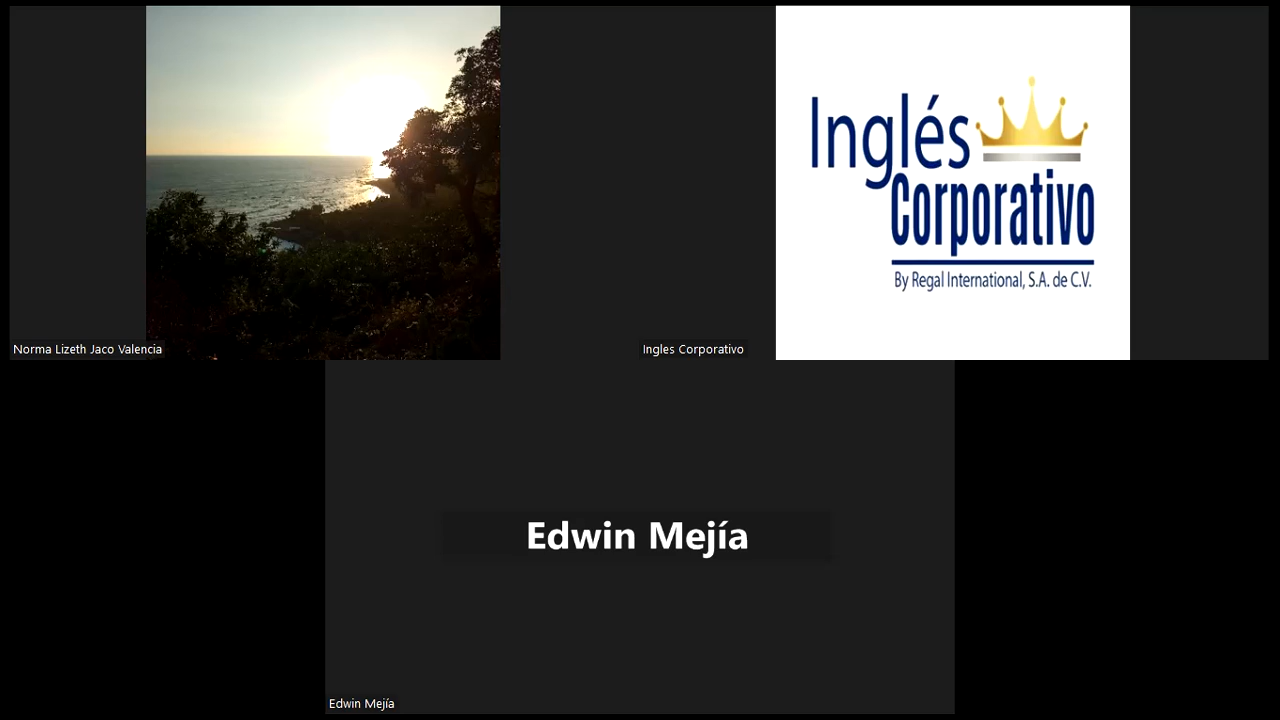 Inglés
Corporativo
By Regal International, S.A. de C.V.
Norma Lizeth Jaco Valencia
Ingles Corporativo
Edwin Mejía
Edwin Mejía